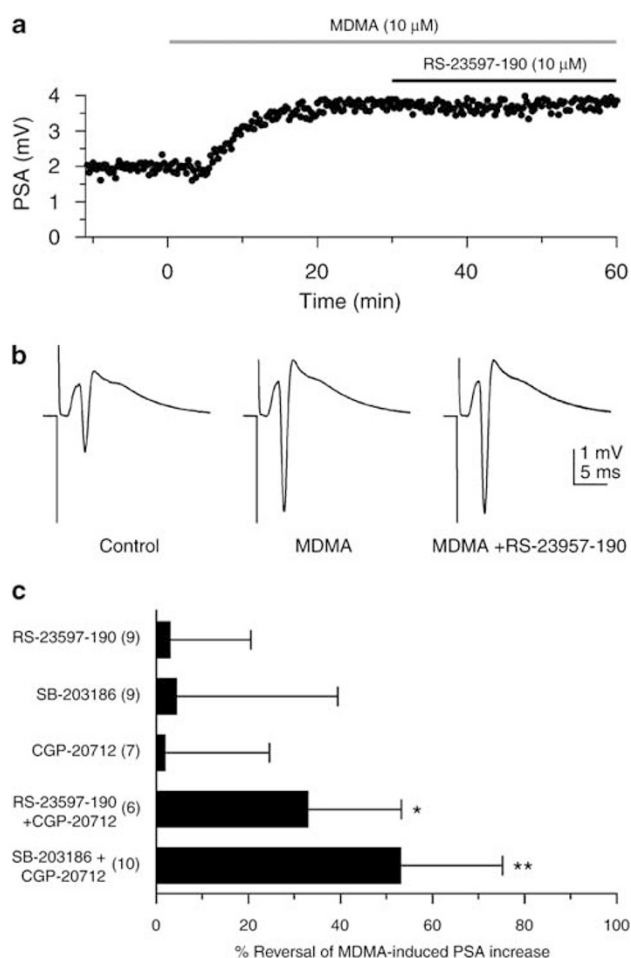 a
MDMA (10 µM)
RS-23597-190 (10 µM)
4
3
2
1
0
PSA (mV)
0 20 40 60
Time (min)
b
1 mV
5 ms
Control MDMA MDMA +RS-23957-190
c
RS-23597-190 (9)
SB-203186 (9)
CGP-20712 (7)
RS-23597-190 (6)
+CGP-20712
*
SB-203186 + (10)
CGP-20712
**
0 20 40 60 80 100
% Reversal of MDMA-induced PSA increase